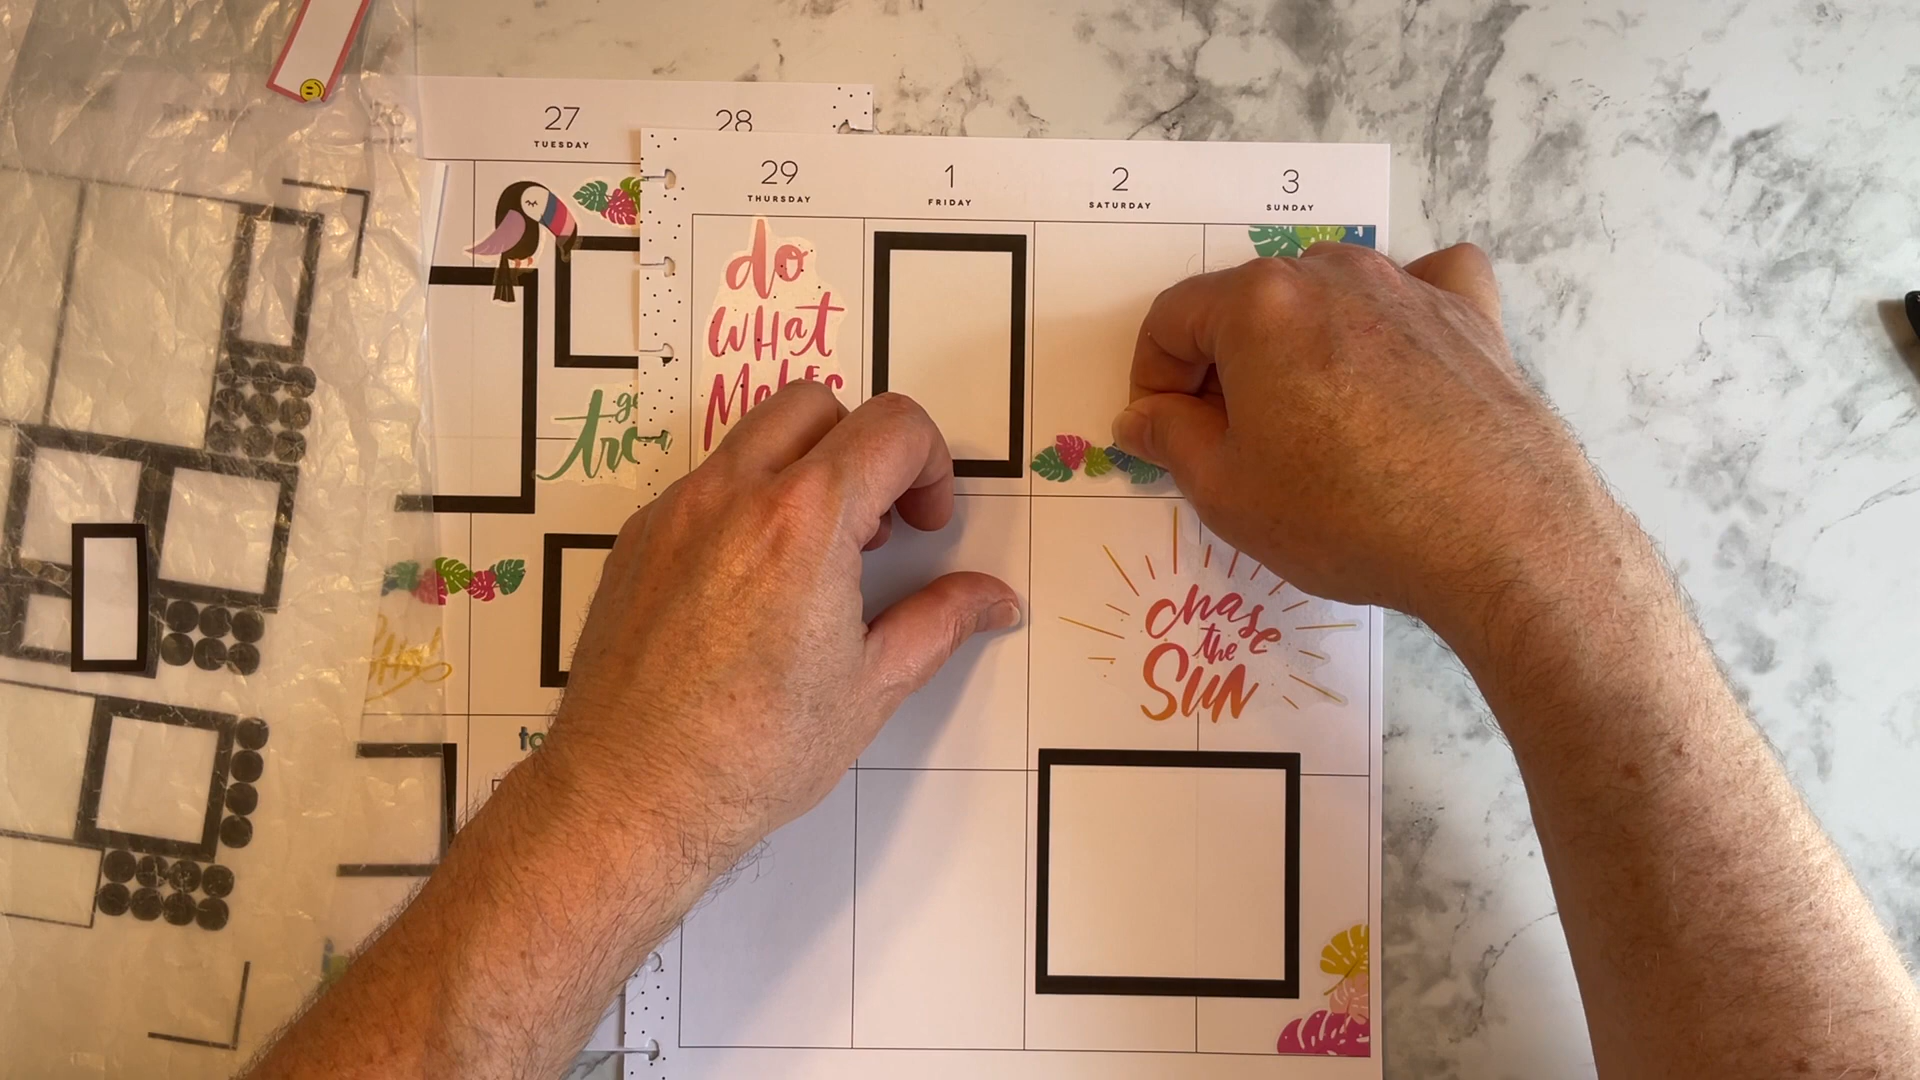 27
TUESDAY
28
29
THURSDAY
1
FRIDAY
2
SATURDAY
3
SUNDAY
do
what
chase
the
Sun